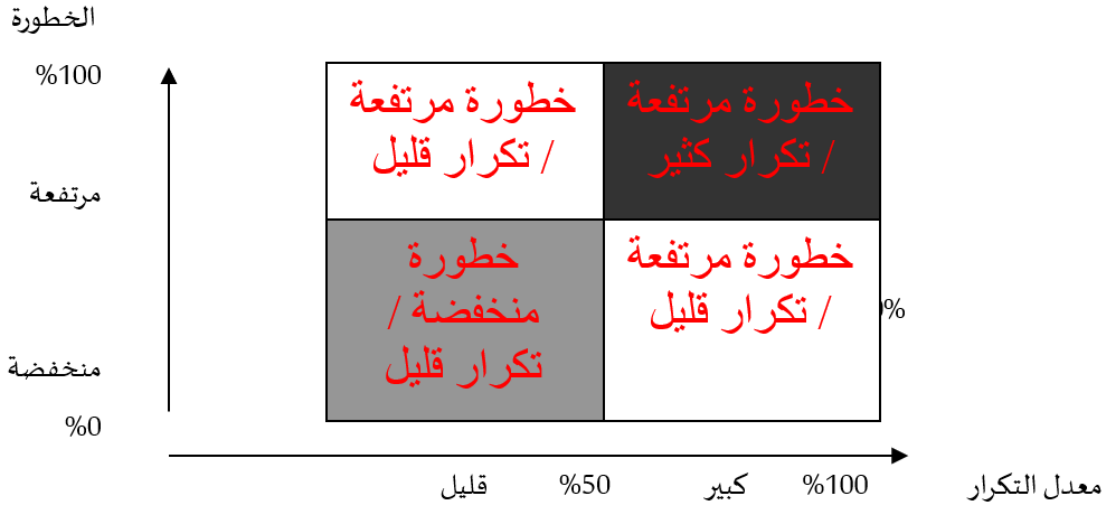 الخطورة
%100
خطورة مرتفعة
/ تكرار كثير
خطورة مرتفعة
/ تكرار قليل
مرتفعة
خطورة مرتفعة
/ تكرار قليل
خطورة
منخفضة /
تكرار قليل
منخفضة
%0
معدل التكرار
%100
كبير
%50
قليل